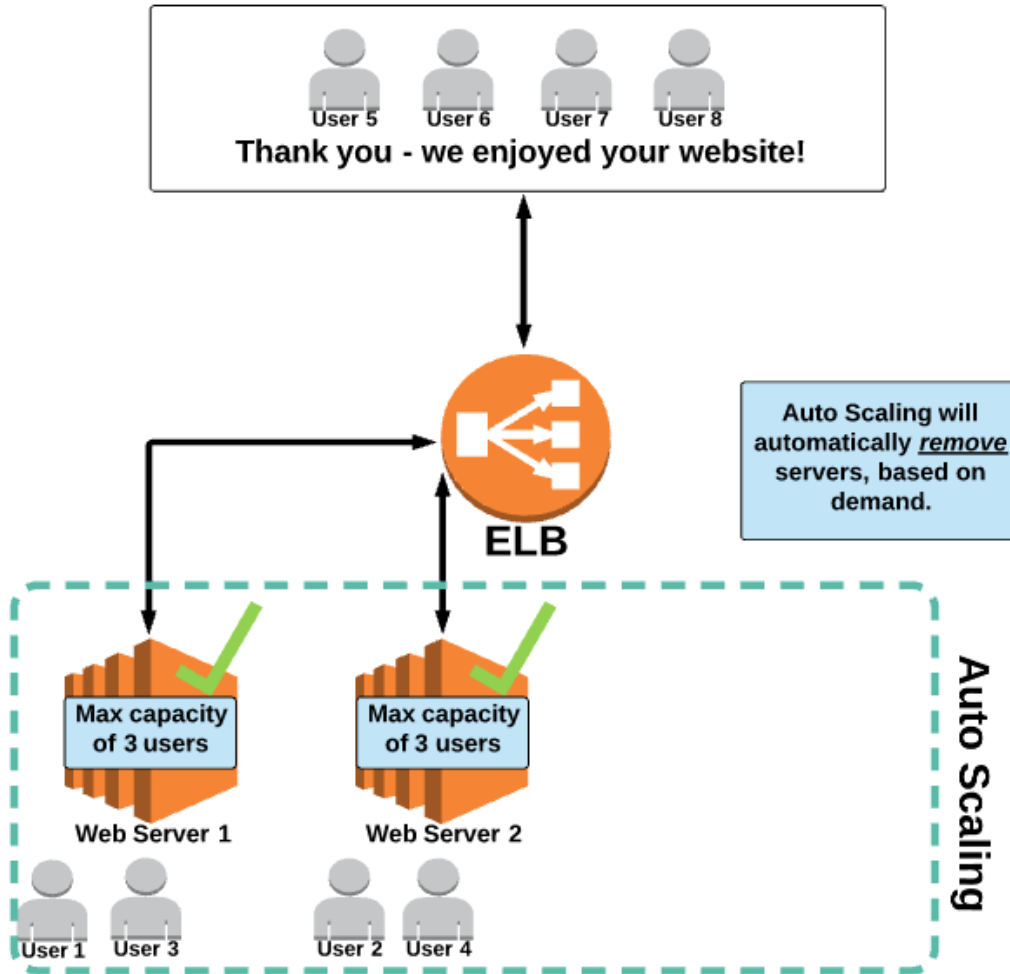 User 5
User 6
User 7
User 8
Thank you - we enjoyed your website!
ELB
Auto Scaling will
automatically remove
servers, based on
demand.
Max capacity
of 3 users
Max capacity
of 3 users
Web Server 1
Web Server 2
User 1
User 3
User 2
User 4
Auto Scaling